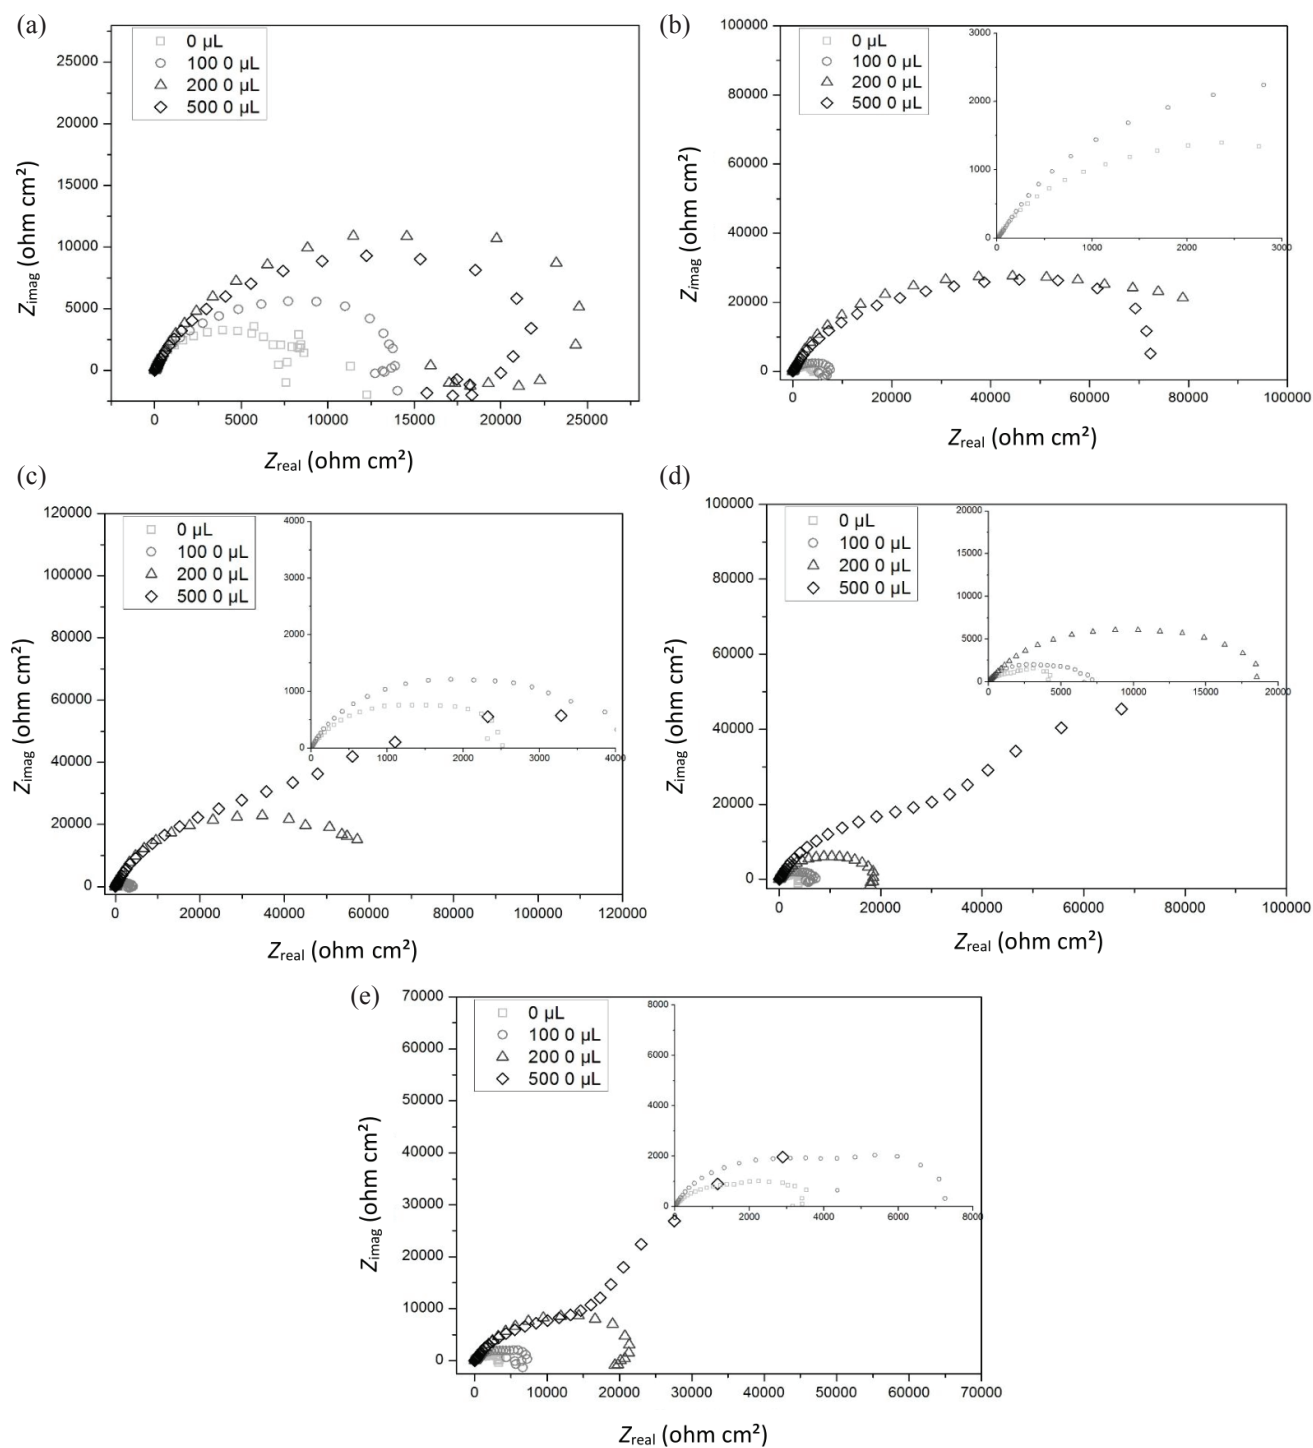 (a)
0 µL
100 0 µL
200 0 µL
500 0 µL
25000
20000
15000
10000
5000
0
Zimag (ohm cm²)
0 5000 10000 15000 20000 25000
Zreal (ohm cm²)
(b)
0 µL
100 0 µL
200 0 µL
500 0 µL
100000
80000
60000
40000
20000
0
Zimag (ohm cm²)
3000
2000
1000
0
0 1000 2000 3000
0 20000 40000 60000 80000 100000
Zreal (ohm cm²)
(c)
0 µL
100 0 µL
200 0 µL
500 0 µL
120000
100000
80000
60000
40000
20000
0
Zimag (ohm cm²)
4000
3000
2000
1000
0
0 1000 2000 3000 4000
0 20000 40000 60000 80000 100000 120000
Zreal (ohm cm²)
(d)
0 µL
100 0 µL
200 0 µL
500 0 µL
100000
80000
60000
40000
20000
0
Zimag (ohm cm²)
20000
15000
10000
5000
0
0 5000 10000 15000 20000
0 20000 40000 60000 80000 100000
Zreal (ohm cm²)
(e)
0 µL
100 0 µL
200 0 µL
500 0 µL
70000
60000
50000
40000
30000
20000
10000
0
Zimag (ohm cm²)
8000
6000
4000
2000
0
0 2000 4000 6000 8000
0 10000 20000 30000 40000 50000 60000 70000
Zreal (ohm cm²)